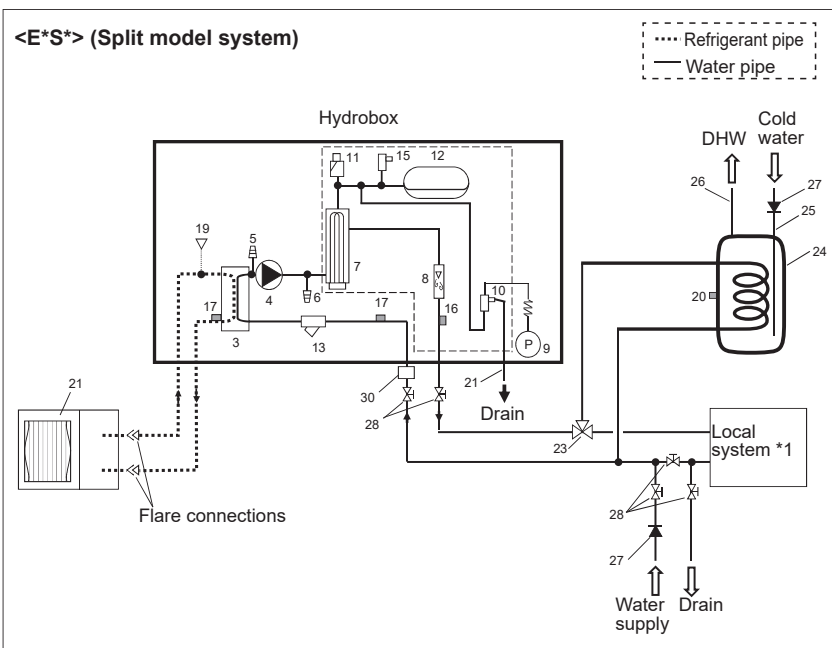 <E*S*> (Split model system)
Refrigerant pipe
Water pipe
Hydrobox
DHW
Cold
water
11
15
12
26
27
25
19
5
24
7
8
4
6
10
20
17
17
16
3
13
9
P
21
30
21
28
Drain
23
Local
system *1
28
Flare connections
27
Water
supply
Drain